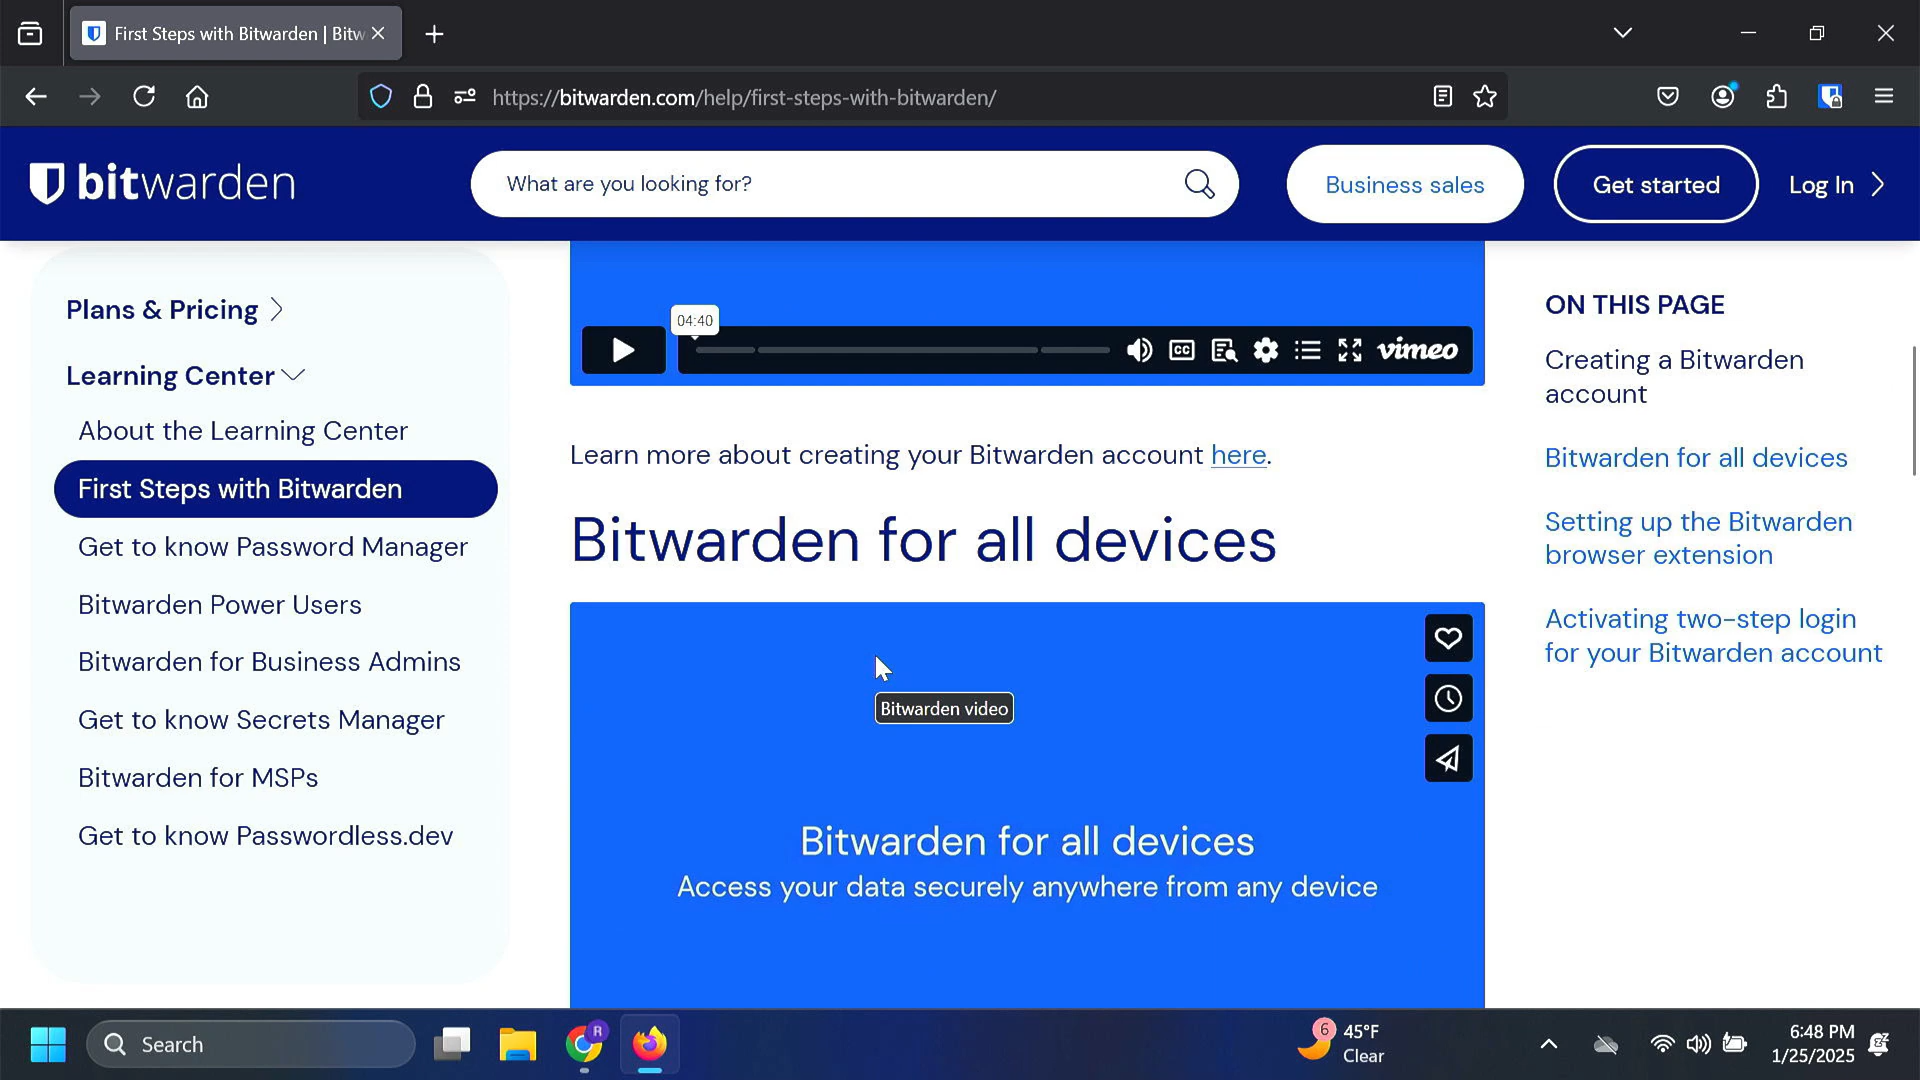 First Steps with Bitwarden | Bitw
https://bitwarden.com/help/first-steps-with-bitwarden/
bitwarden
What are you looking for?
Business sales
Get started
Log In
Plans & Pricing
Learning Center
About the Learning Center
First Steps with Bitwarden
Get to know Password Manager
Bitwarden Power Users
Bitwarden for Business Admins
Get to know Secrets Manager
Bitwarden for MSPs
Get to know Passwordless.dev
04:40
CC
vimeo
Learn more about creating your Bitwarden account here.
Bitwarden for all devices
Bitwarden video
Bitwarden for all devices
Access your data securely anywhere from any device
ON THIS PAGE
Creating a Bitwarden
account
Bitwarden for all devices
Setting up the Bitwarden
browser extension
Activating two-step login
for your Bitwarden account
Search
R
6
45°F
Clear
6:48 PM
1/25/2025